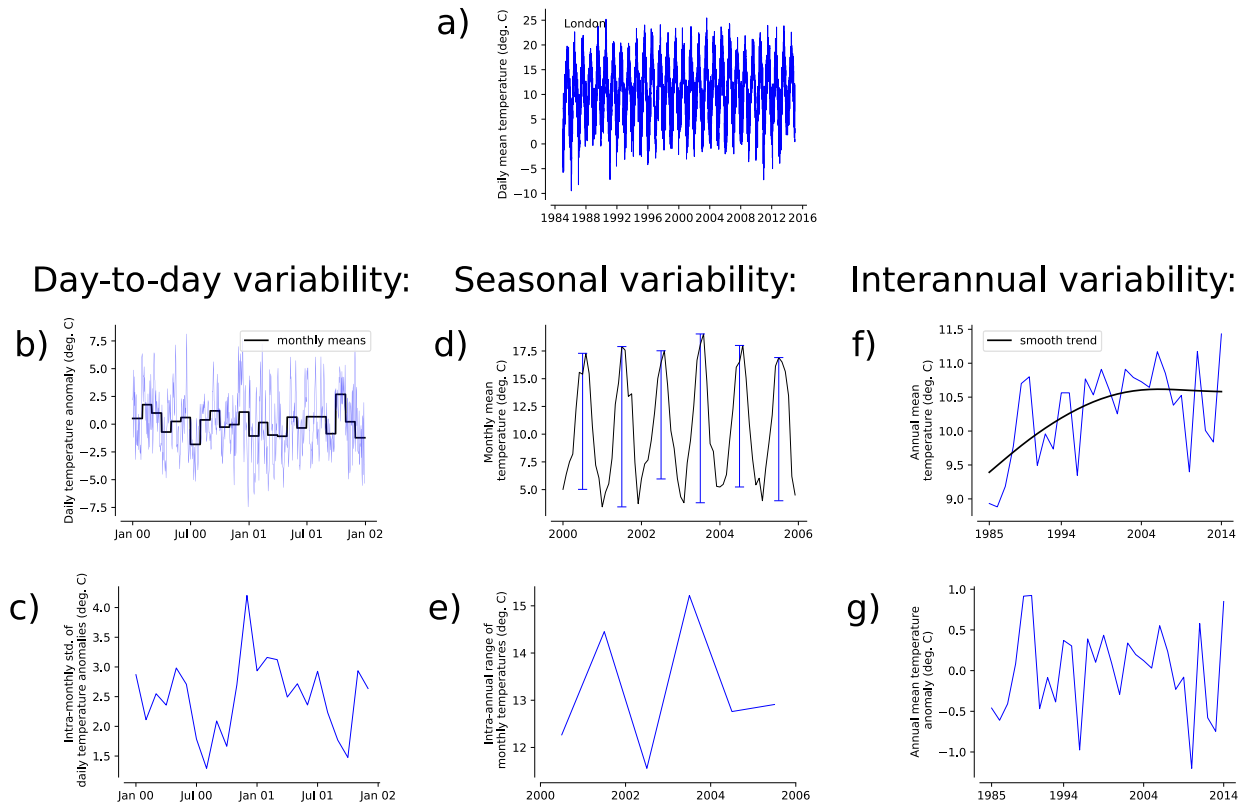 a)
London
Daily mean temperature (deg. C)
25
20
15
10
5
0
−5
−10
1984 1988 1992 1996 2000 2004 2008 2012 2016
Day-to-day variability:
Seasonal variability:
Interannual variability:
b)
Daily temperature anomaly (deg. C)
monthly means
7.5
5.0
2.5
0.0
−2.5
−5.0
−7.5
Jan 00 Jul 00 Jan 01 Jul 01 Jan 02
d)
Monthly mean
temperature (deg. C)
17.5
15.0
12.5
10.0
7.5
5.0
2000 2002 2004 2006
f)
Annual mean
temperature (deg. C)
smooth trend
11.5
11.0
10.5
10.0
9.5
9.0
1985 1994 2004 2014
c)
Intra-monthly std. of
daily temperature anomalies (deg. C)
4.0
3.5
3.0
2.5
2.0
1.5
Jan 00 Jul 00 Jan 01 Jul 01 Jan 02
e)
Intra-annual range of
monthly temperatures (deg. C)
15
14
13
12
2000 2002 2004 2006
g)
Annual mean temperature
anomaly (deg. C)
1.0
0.5
0.0
−0.5
−1.0
1985 1994 2004 2014